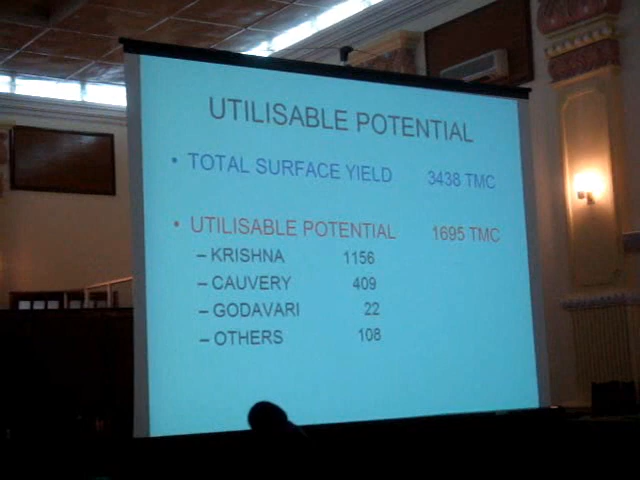 UTILISABLE POTENTIAL
• TOTAL SURFACE YIELD 3438 TMC
• UTILISABLE POTENTIAL 1695 TMC
– KRISHNA 1156
– CAUVERY 409
– GODAVARI 22
– OTHERS 108